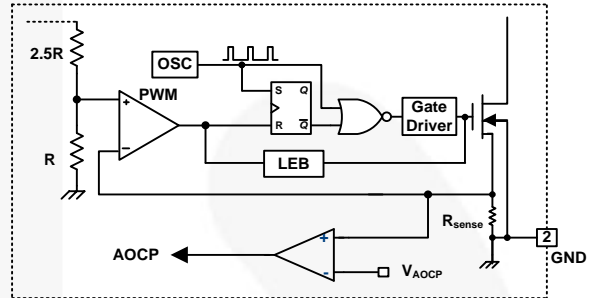 2.5R
OSC
PWM
+
−
R
S Q
R Q̅
Gate
Driver
LEB
Rsense
2
GND
AOCP
+
-
VAOCP